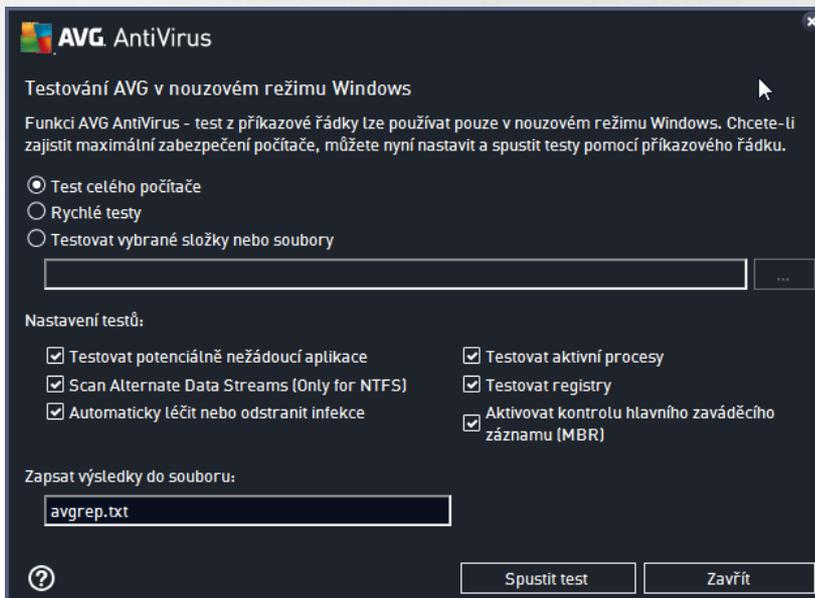 AVG AntiVirus
Testování AVG v nouzovém režimu Windows
Funkci AVG AntiVirus - test z příkazové řádky lze používat pouze v nouzovém režimu Windows. Chcete-li
zajistit maximální zabezpečení počítače, můžete nyní nastavit a spustit testy pomocí příkazového řádku.
Test celého počítače
Rychlé testy
Testovat vybrané složky nebo soubory
...
Nastavení testů:
Testovat potenciálně nežádoucí aplikace
Scan Alternate Data Streams (Only for NTFS)
Automaticky léčit nebo odstranit infekce
Testovat aktivní procesy
Testovat registry
Aktivovat kontrolu hlavního zaváděcího
záznamu (MBR)
Zapsat výsledky do souboru:
avgrep.txt
Spustit test
Zavřít